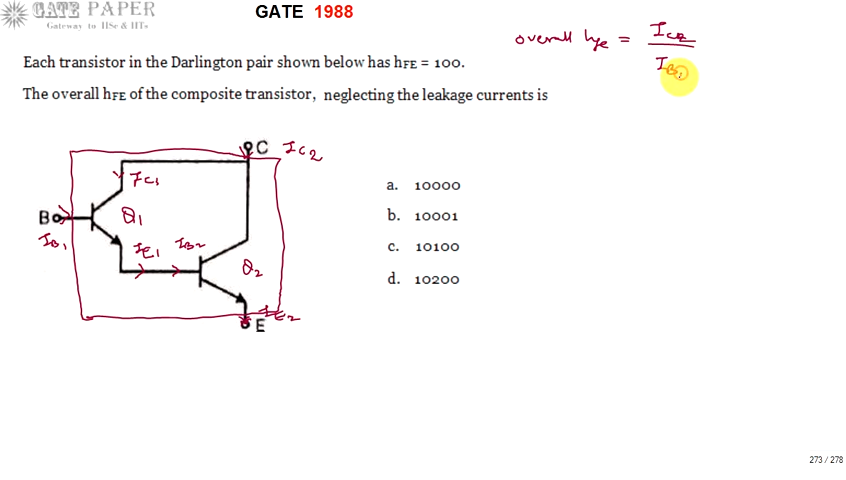 GATE PAPER
Gateway to IISc & IITs
GATE 1988
overall hfe = IC2 / IB1
Each transistor in the Darlington pair shown below has hFE = 100.
The overall hFE of the composite transistor, neglecting the leakage currents is
C IC2
IC1
B Q1
IB1 IE1 IB2
Q2
IE2
E
a. 10000
b. 10001
c. 10100
d. 10200
273 / 278